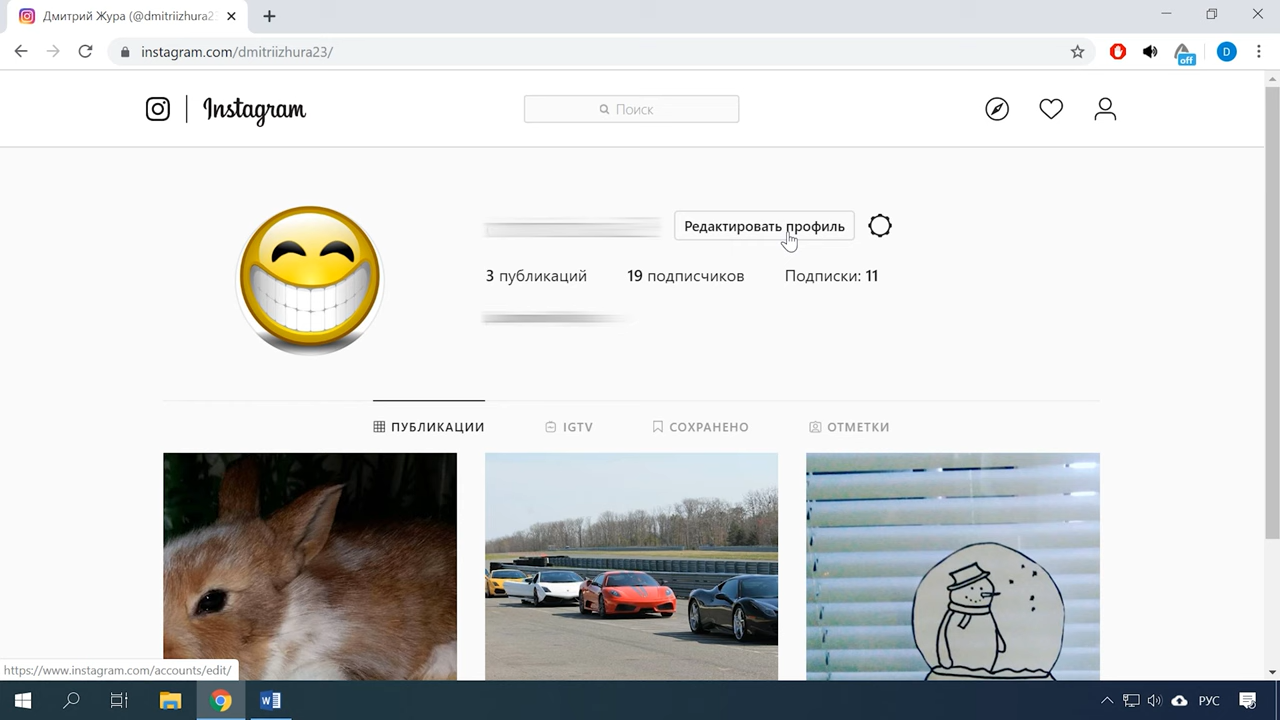 Дмитрий Жура (@dmitriizhura23
instagram.com/dmitriizhura23/
off
D
Instagram
Поиск
Редактировать профиль
3 публикаций 19 подписчиков Подписки: 11
ПУБЛИКАЦИИ IGTV СОХРАНЕНО ОТМЕТКИ
https://www.instagram.com/accounts/edit/
W РУС